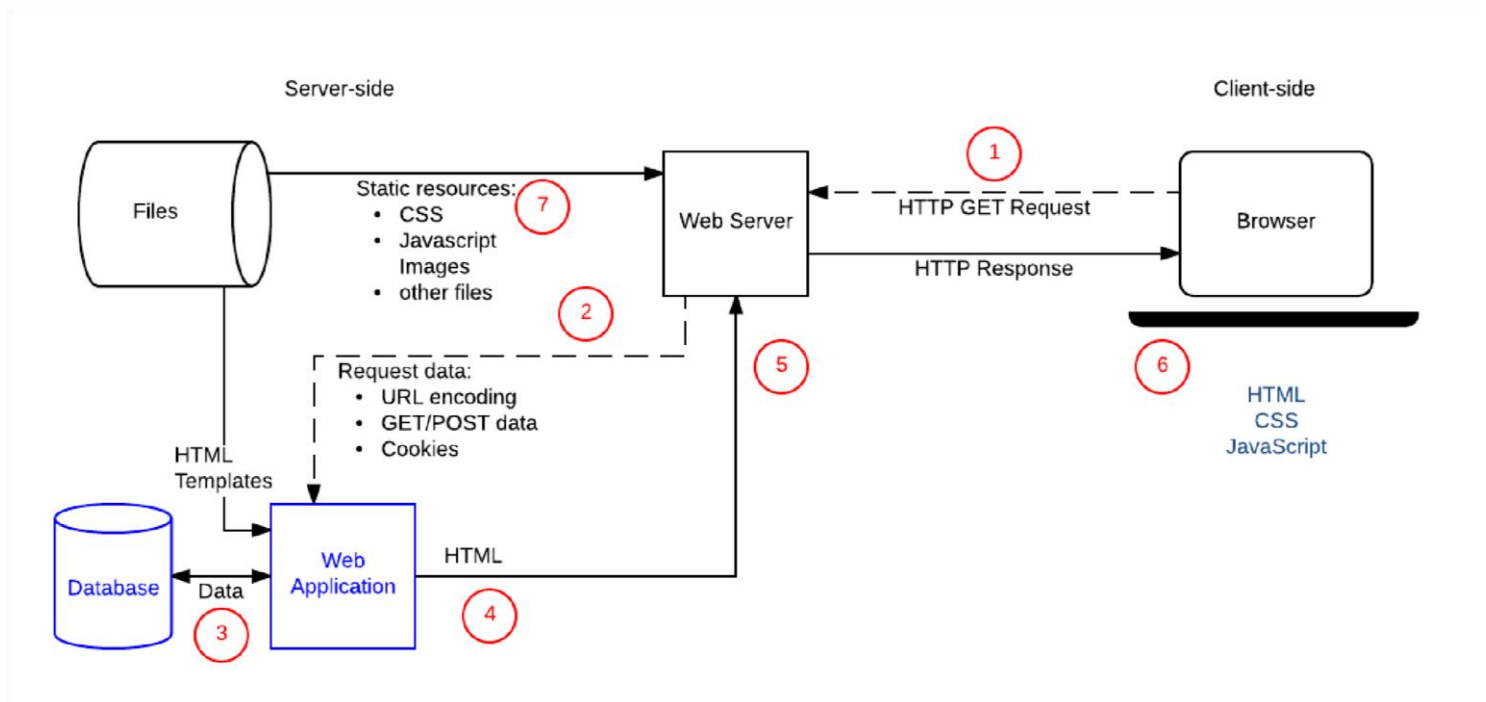 Server-side
Client-side
1
Files
Static resources:
7
• CSS
• Javascript
Images
• other files
Web Server
HTTP GET Request
Browser
HTTP Response
2
5
6
Request data:
• URL encoding
• GET/POST data
• Cookies
HTML
CSS
JavaScript
HTML
Templates
Database
Data
3
Web
Application
HTML
4